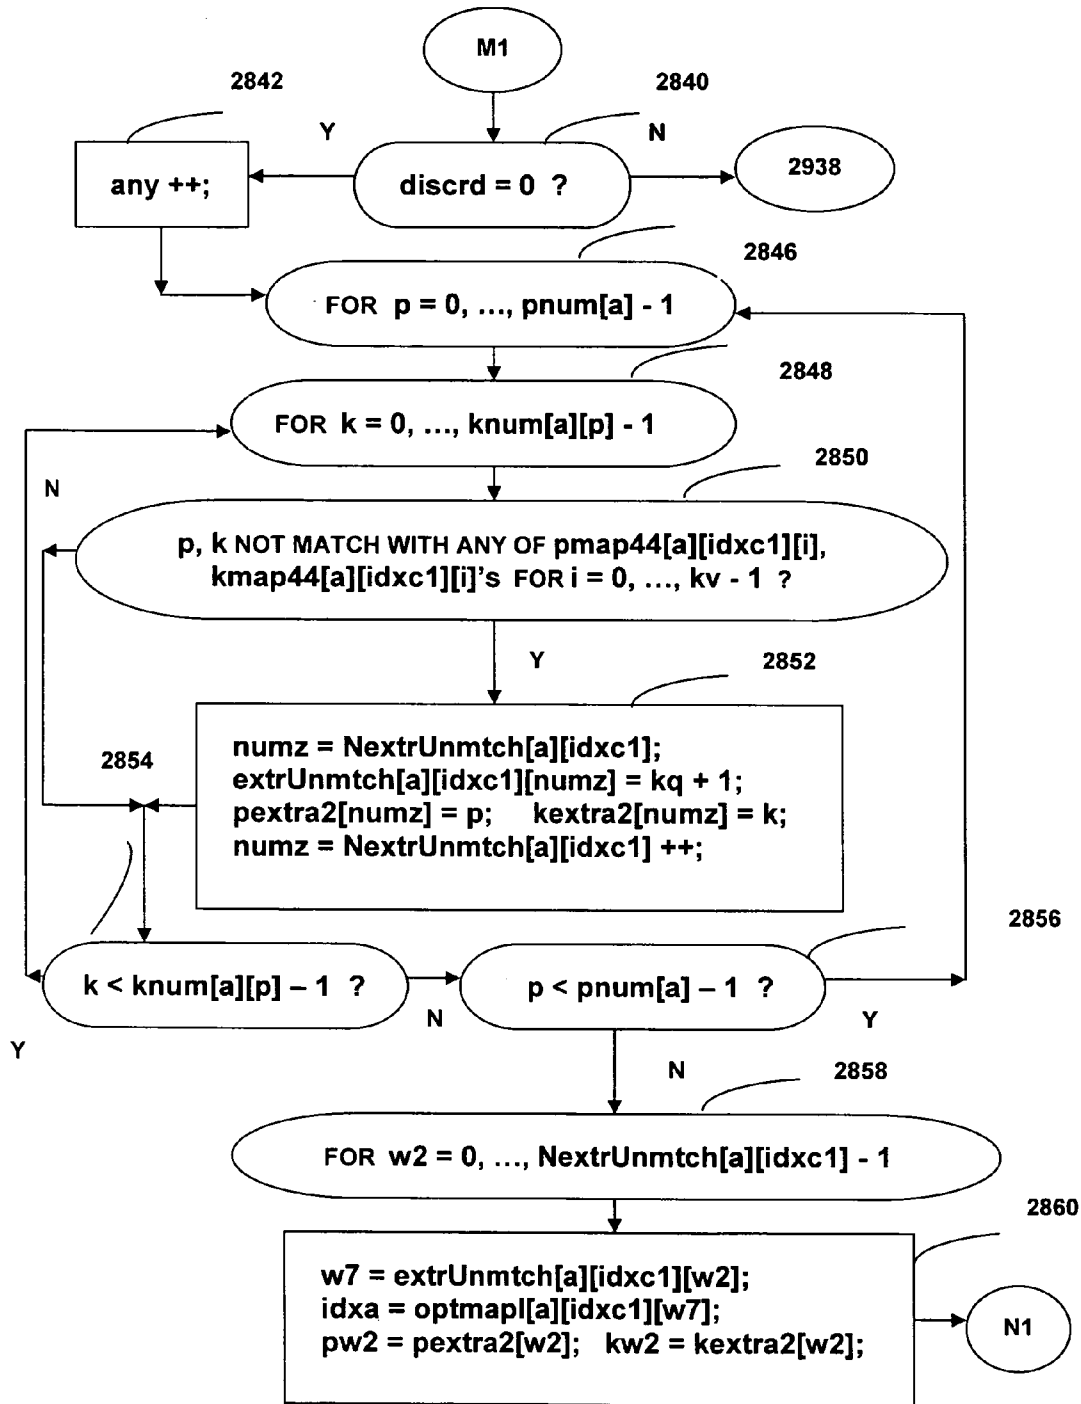 M1
2842
2840
Y
N
any ++;
discrd = 0 ?
2938
2846
FOR p = 0, ..., pnum[a] - 1
2848
FOR k = 0, ..., knum[a][p] - 1
2850
N
p, k NOT MATCH WITH ANY OF pmap44[a][idxc1][i],
kmap44[a][idxc1][i]'s FOR i = 0, ..., kv - 1 ?
Y
2852
numz = NextrUnmtch[a][idxc1];
extrUnmtch[a][idxc1][numz] = kq + 1;
pextra2[numz] = p; kextra2[numz] = k;
numz = NextrUnmtch[a][idxc1] ++;
2854
2856
k < knum[a][p] – 1 ?
p < pnum[a] – 1 ?
N
Y
Y
N
2858
FOR w2 = 0, ..., NextrUnmtch[a][idxc1] - 1
2860
w7 = extrUnmtch[a][idxc1][w2];
idxa = optmapl[a][idxc1][w7];
pw2 = pextra2[w2]; kw2 = kextra2[w2];
N1